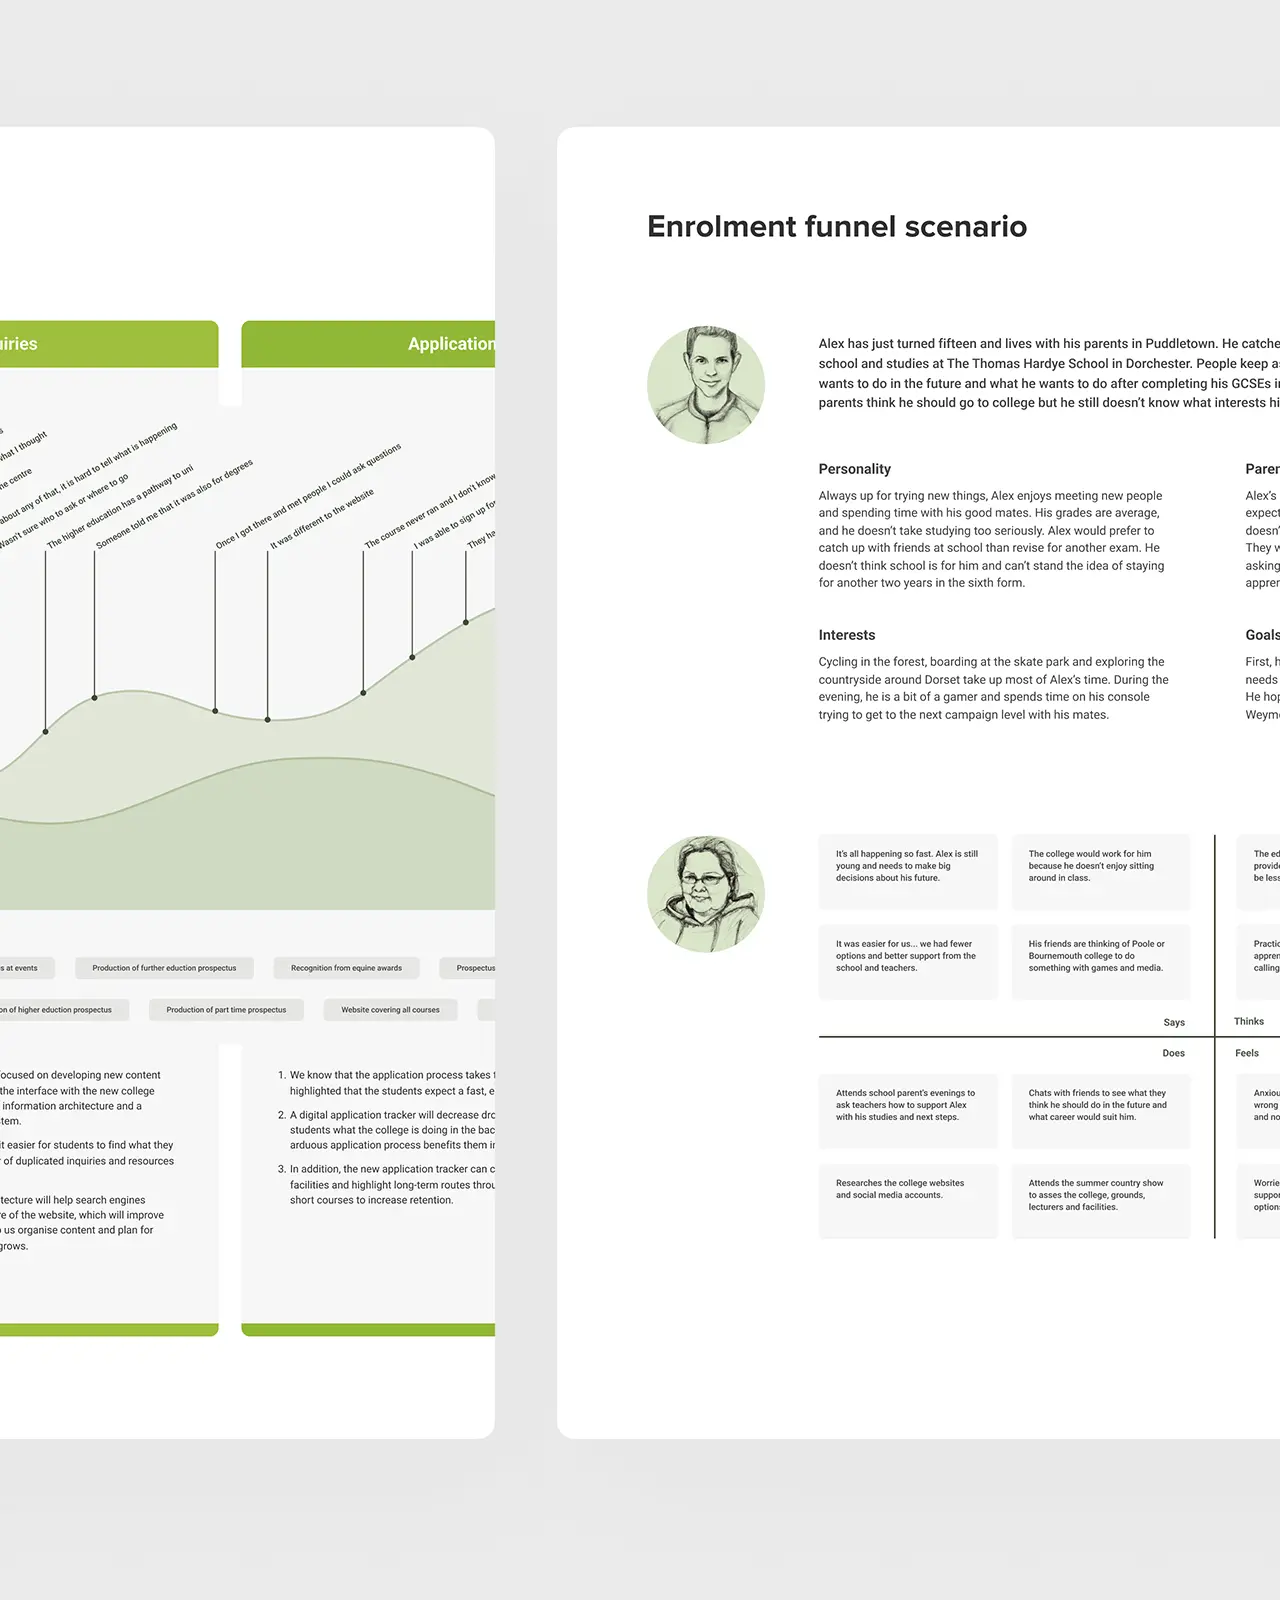 Enrolment funnel scenario
iries
Application
s
what I thought
he centre
about any of that, it is hard to tell what is happening
Wasn't sure who to ask or where to go
The higher education has a pathway to uni
Someone told me that it was also for degrees
Once I got there and met people I could ask questions
It was different to the website
The course never ran and I don't know
I was able to sign up for
They ha
s at events
Production of further eduction prospectus
Recognition from equine awards
Prospectus
on of higher eduction prospectus
Production of part time prospectus
Website covering all courses
ocused on developing new content
the interface with the new college
information architecture and a
tem.
it easier for students to find what they
of duplicated inquiries and resources
tecture will help search engines
re of the website, which will improve
us organise content and plan for
grows.
1. We know that the application process takes
highlighted that the students expect a fast, e
2. A digital application tracker will decrease dro
students what the college is doing in the bac
arduous application process benefits them in
3. In addition, the new application tracker can c
facilities and highlight long-term routes throu
short courses to increase retention.
Alex has just turned fifteen and lives with his parents in Puddletown. He catche
school and studies at The Thomas Hardye School in Dorchester. People keep as
wants to do in the future and what he wants to do after completing his GCSEs in
parents think he should go to college but he still doesn't know what interests hi
Personality
Always up for trying new things, Alex enjoys meeting new people
and spending time with his good mates. His grades are average,
and he doesn't take studying too seriously. Alex would prefer to
catch up with friends at school than revise for another exam. He
doesn't think school is for him and can't stand the idea of staying
for another two years in the sixth form.
Paren
Alex's
expect
doesn'
They w
asking
appren
Interests
Cycling in the forest, boarding at the skate park and exploring the
countryside around Dorset take up most of Alex's time. During the
evening, he is a bit of a gamer and spends time on his console
trying to get to the next campaign level with his mates.
Goals
First, h
needs
He hop
Weymo
It's all happening so fast. Alex is still
young and needs to make big
decisions about his future.
The college would work for him
because he doesn't enjoy sitting
around in class.
The ed
provide
be less
It was easier for us... we had fewer
options and better support from the
school and teachers.
His friends are thinking of Poole or
Bournemouth college to do
something with games and media.
Practic
appren
calling
Says
Thinks
Does
Feels
Attends school parent's evenings to
ask teachers how to support Alex
with his studies and next steps.
Chats with friends to see what they
think he should do in the future and
what career would suit him.
Anxiou
wrong
and no
Researches the college websites
and social media accounts.
Attends the summer country show
to asses the college, grounds,
lecturers and facilities.
Worrie
suppor
options